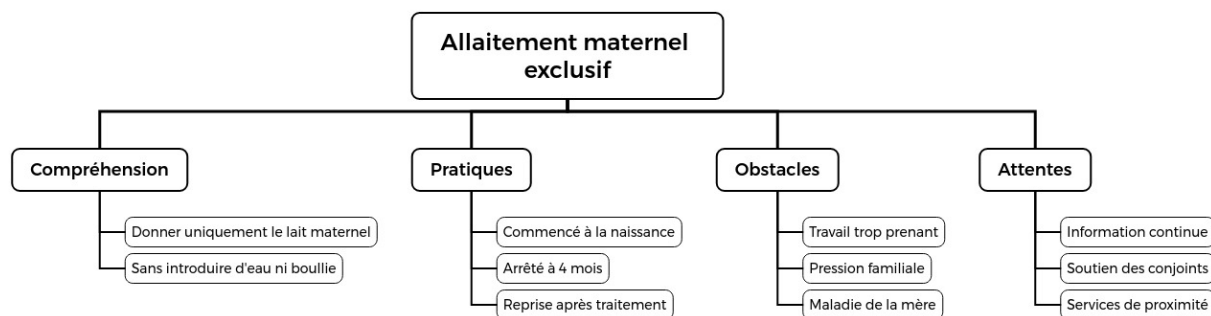 Allaitement maternel
exclusif
Compréhension
Donner uniquement le lait maternel
Sans introduire d'eau ni boullie
Pratiques
Commencé à la naissance
Arrêté à 4 mois
Reprise après traitement
Obstacles
Travail trop prenant
Pression familiale
Maladie de la mère
Attentes
Information continue
Soutien des conjoints
Services de proximité